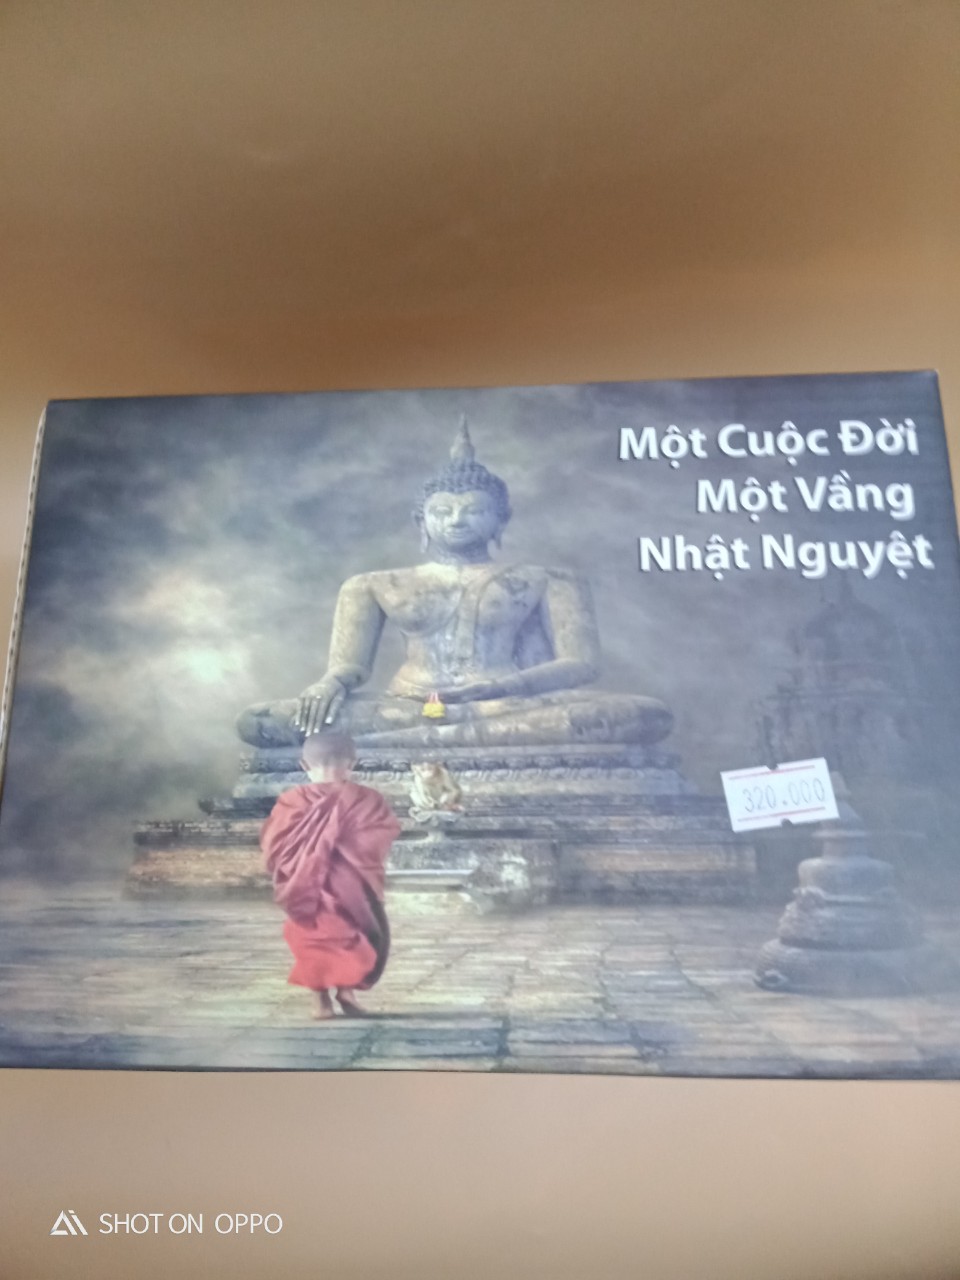 Một Cuộc Đời
Một Vầng
Nhật Nguyệt
320.000
SHOT ON OPPO